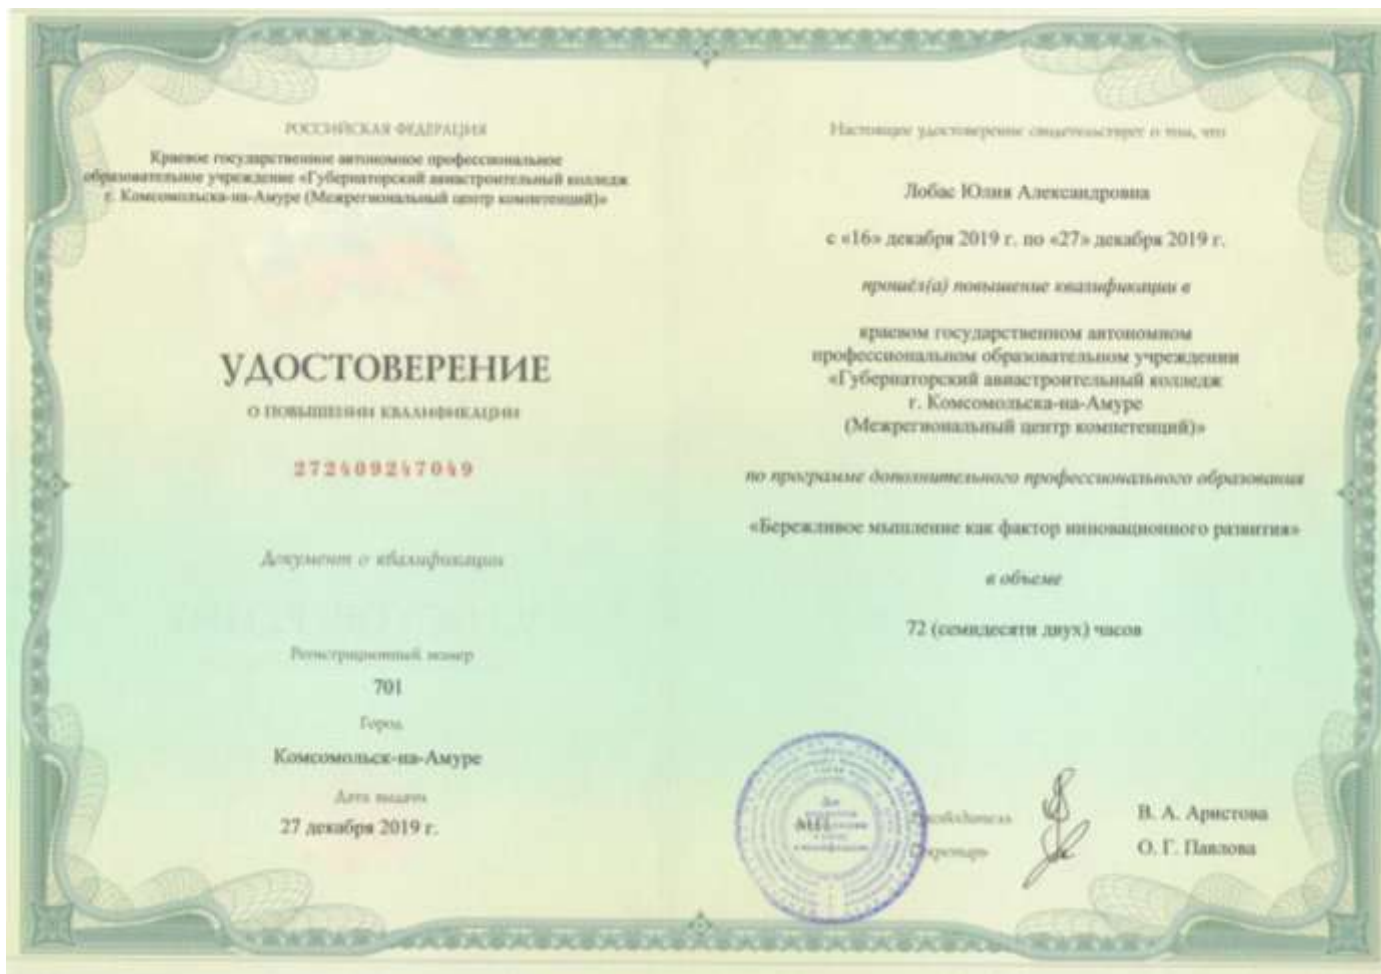 РОССИЙСКАЯ ФЕДЕРАЦИЯ
Краевое государственное автономное профессиональное
образовательное учреждение «Губернаторский авиастроительный колледж
г. Комсомольска-на-Амуре (Межрегиональный центр компетенций)»
УДОСТОВЕРЕНИЕ
О ПОВЫШЕНИИ КВАЛИФИКАЦИИ
272409247049
Документ о квалификации
Регистрационный номер
701
Город
Комсомольск-на-Амуре
Дата выдачи
27 декабря 2019 г.
Настоящее удостоверение свидетельствует о том, что
Лобас Юлия Александровна
с «16» декабря 2019 г. по «27» декабря 2019 г.
прошёл(а) повышение квалификации в
краевом государственном автономном
профессиональном образовательном учреждении
«Губернаторский авиастроительный колледж
г. Комсомольска-на-Амуре
(Межрегиональный центр компетенций)»
по программе дополнительного профессионального образования
«Бережливое мышление как фактор инновационного развития»
в объеме
72 (семидесяти двух) часов
М.П.
Руководитель
В. А. Аристова
Секретарь
О. Г. Павлова